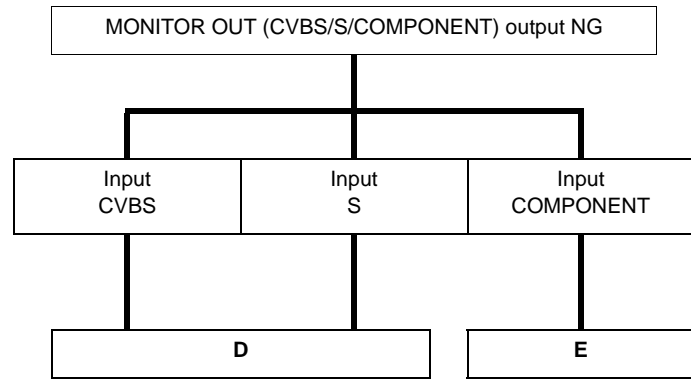 MONITOR OUT (CVBS/S/COMPONENT) output NG
Input
CVBS
Input
S
Input
COMPONENT
D
E